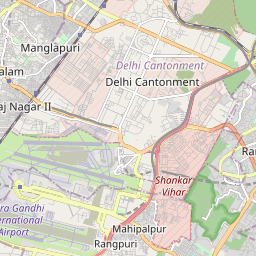 Manglapuri
Delhi Cantonment
alam
Delhi Cantonment
aj Nagar II
Ra
Shankar
Vihar
ra Gandhi
ernational
Airport
Mahipalpur
Rangpuri